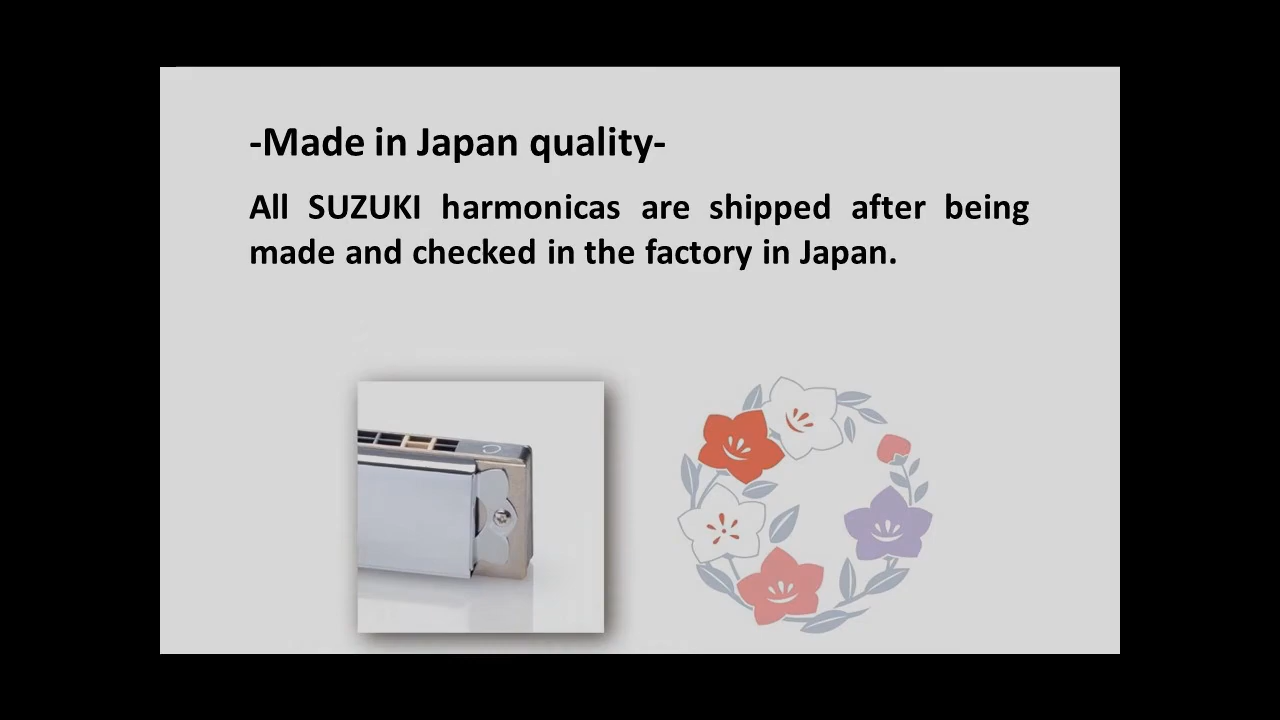 -Made in Japan quality-
All SUZUKI harmonicas are shipped after being
made and checked in the factory in Japan.